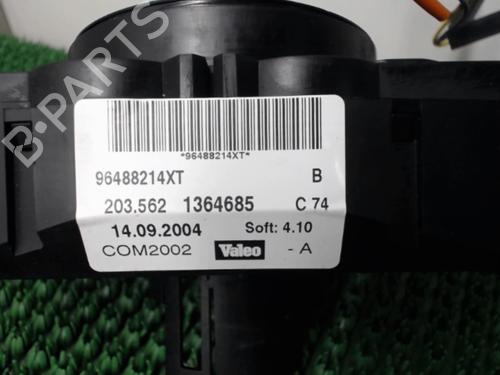 B-PARTS
*96488214XT*
96488214XT B
203.562 1364685 C 74
14.09.2004 Soft: 4.10
COM2002 Valeo - A